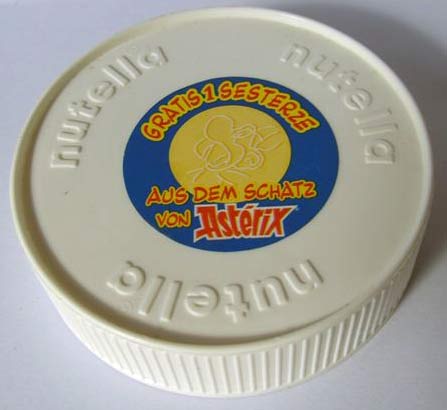 nutella
nutella
GRATIS 1 SESTERZE
AUS DEM SCHATZ
VON Astérix
nutella